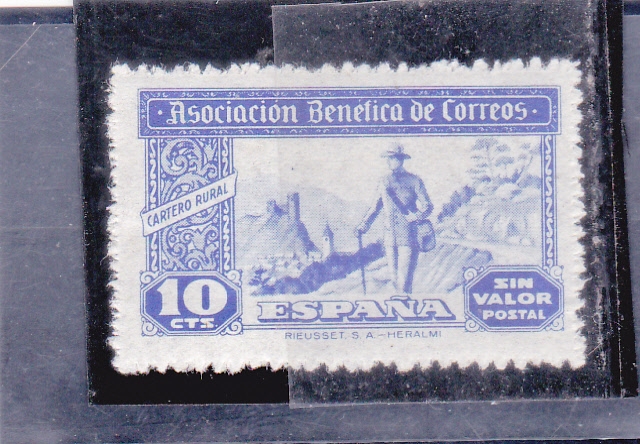 · Asociación Benéfica de Correos ·
CARTERO RURAL
10
CTS
ESPAÑA
SIN
VALOR
POSTAL
RIEUSSET. S. A. – HERALMI